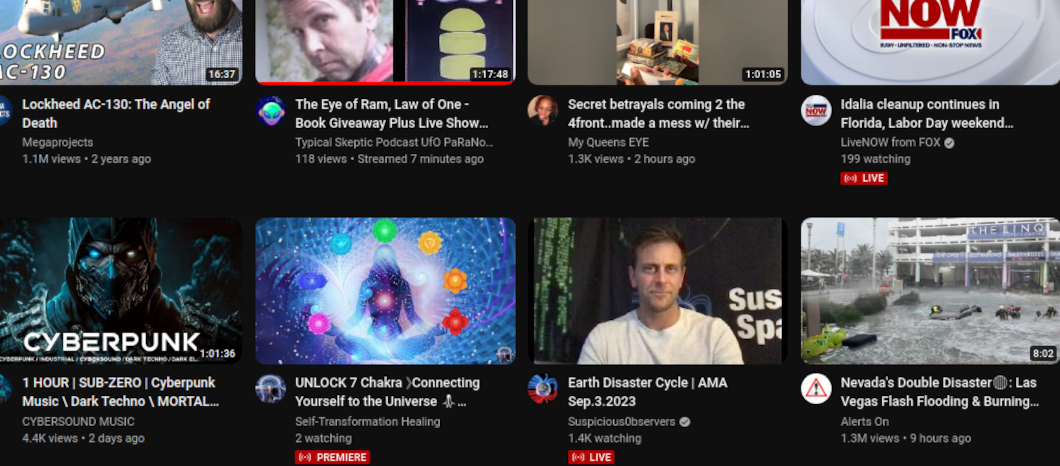 LOCKHEED
AC-130
16:37
1:17:48
1:01:05
NOW
FOX
RAW · UNFILTERED · NON-STOP NEWS
Lockheed AC-130: The Angel of
Death
Megaprojects
1.1M views • 2 years ago
The Eye of Ram, Law of One -
Book Giveaway Plus Live Show...
Typical Skeptic Podcast UfO PaRaNo...
118 views • Streamed 7 minutes ago
Secret betrayals coming 2 the
4front..made a mess w/ their...
My Queens EYE
1.3K views • 2 hours ago
NOW
Idalia cleanup continues in
Florida, Labor Day weekend...
LiveNOW from FOX
199 watching
LIVE
CYBERPUNK
CYBERPUNK / INDUSTRIAL / CYBERSOUND / DARK TECHNO / DARK EL...
1:01:36
Sus
Spa
THE LINQ
8:02
1 HOUR | SUB-ZERO | Cyberpunk
Music \ Dark Techno \ MORTAL...
CYBERSOUND MUSIC
4.4K views • 2 days ago
UNLOCK 7 Chakra 》Connecting
Yourself to the Universe ...
Self-Transformation Healing
2 watching
PREMIERE
Earth Disaster Cycle | AMA
Sep.3.2023
Suspicious0bservers
1.4K watching
LIVE
Nevada's Double Disaster: Las
Vegas Flash Flooding & Burning...
Alerts On
1.3M views • 9 hours ago